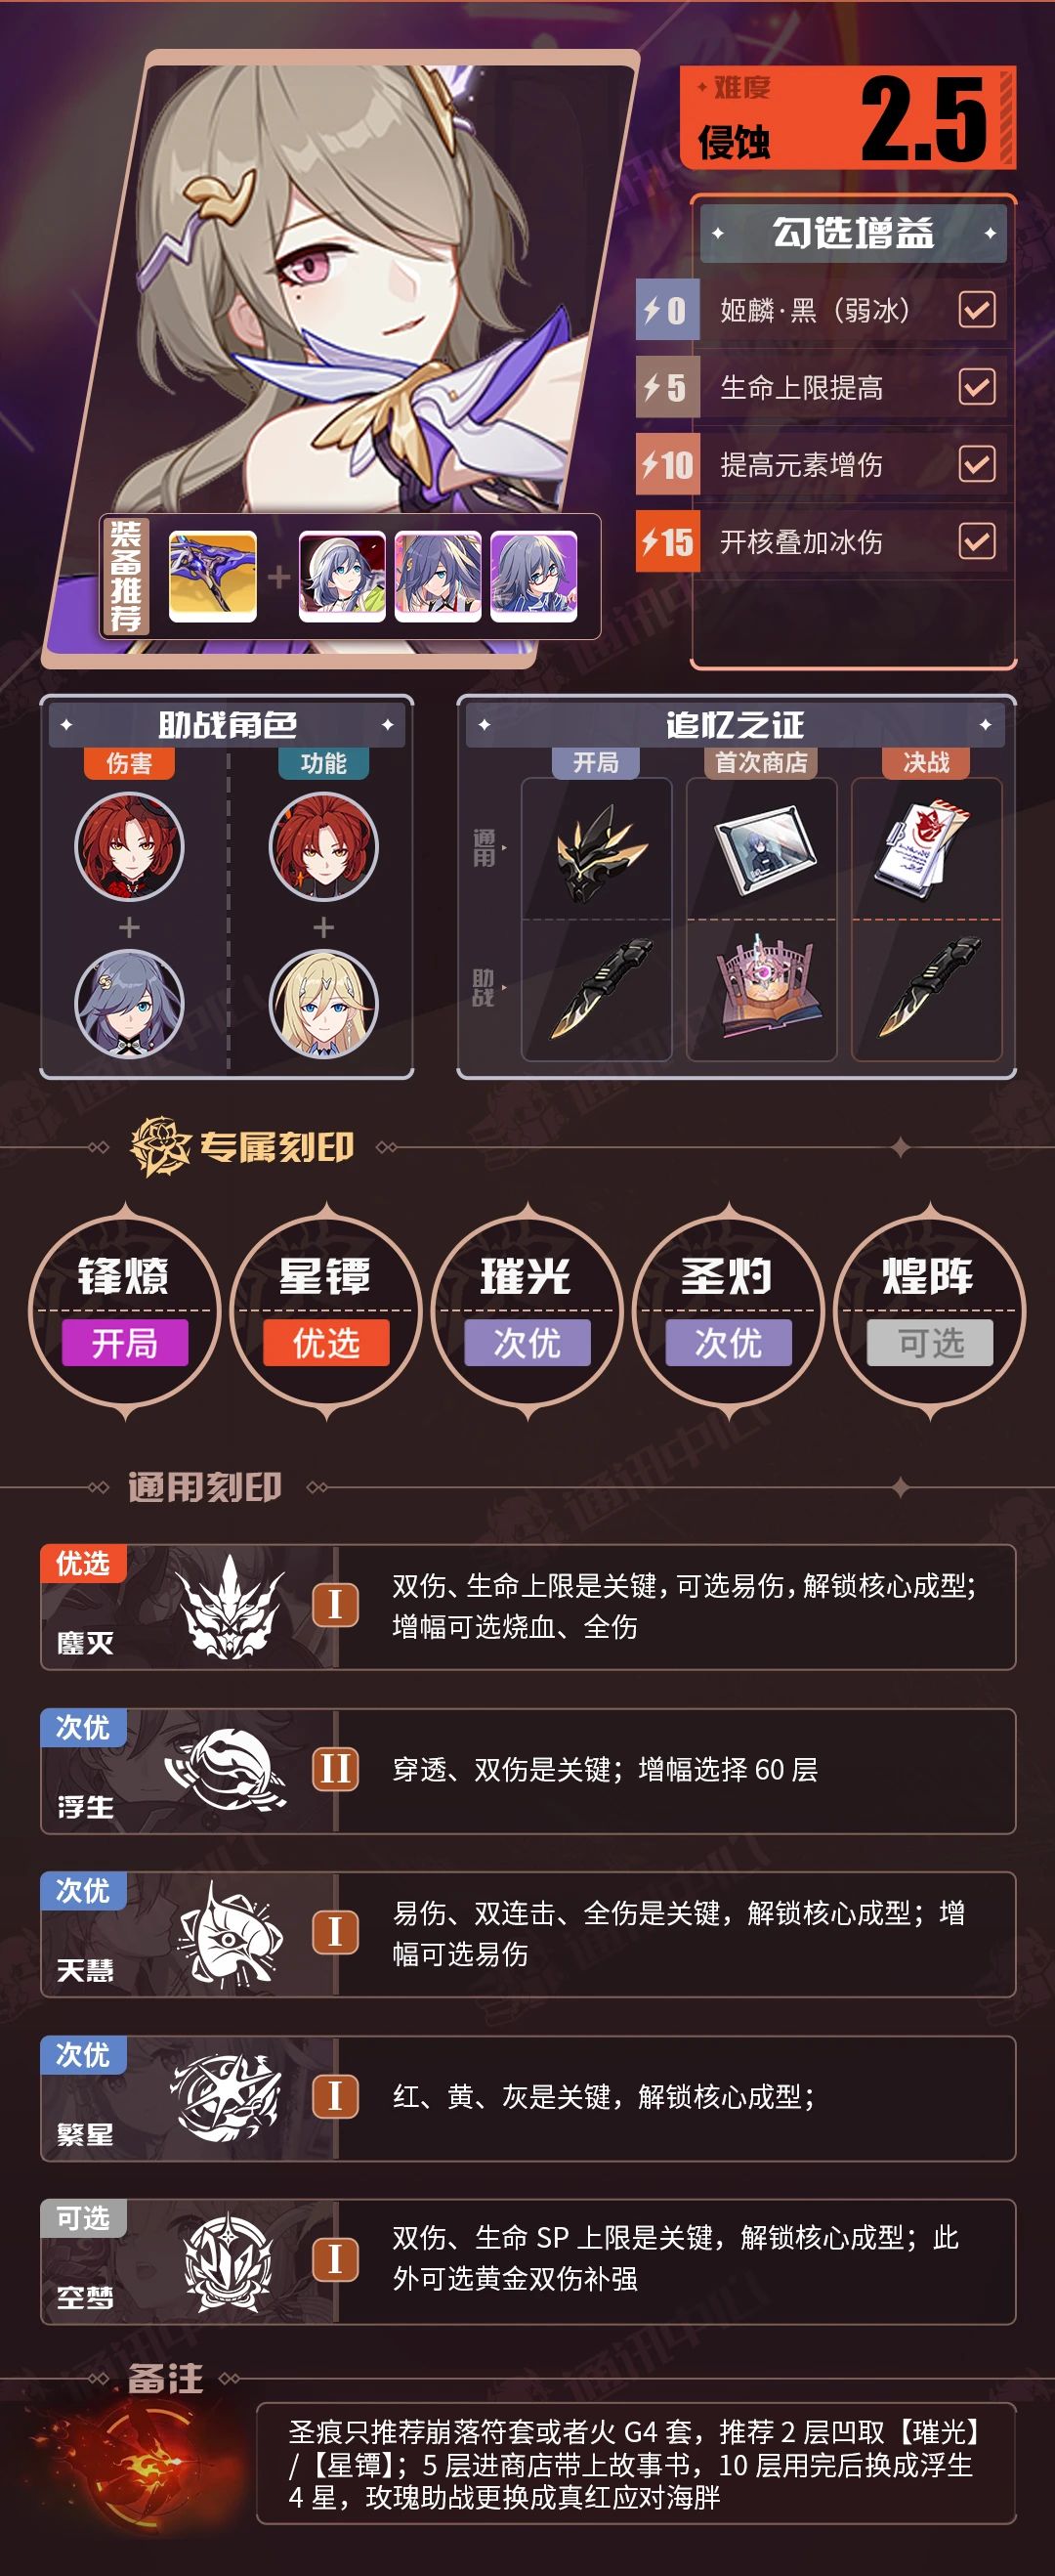 难度
侵蚀
2.5
勾选增益
0 姬麟·黑（弱冰）
5 生命上限提高
10 提高元素增伤
15 开核叠加冰伤
装备推荐
助战角色
伤害 功能
追忆之证
开局 首次商店 决战
通用
助战
专属刻印
锋燎 星镡 璀光 圣灼 煌阵
开局 优选 次优 次优 可选
通用刻印
优选
鏖灭
I
双伤、生命上限是关键，可选易伤，解锁核心成型；
增幅可选烧血、全伤
次优
浮生
II
穿透、双伤是关键；增幅选择 60 层
次优
天慧
I
易伤、双连击、全伤是关键，解锁核心成型；增
幅可选易伤
次优
繁星
I
红、黄、灰是关键，解锁核心成型；
可选
空梦
I
双伤、生命 SP 上限是关键，解锁核心成型；此
外可选黄金双伤补强
备注
圣痕只推荐崩落符套或者火 G4 套，推荐 2 层凹取【璀光】
/【星镡】；5 层进商店带上故事书，10 层用完后换成浮生
4 星，玫瑰助战更换成真红应对海胖
通讯中心